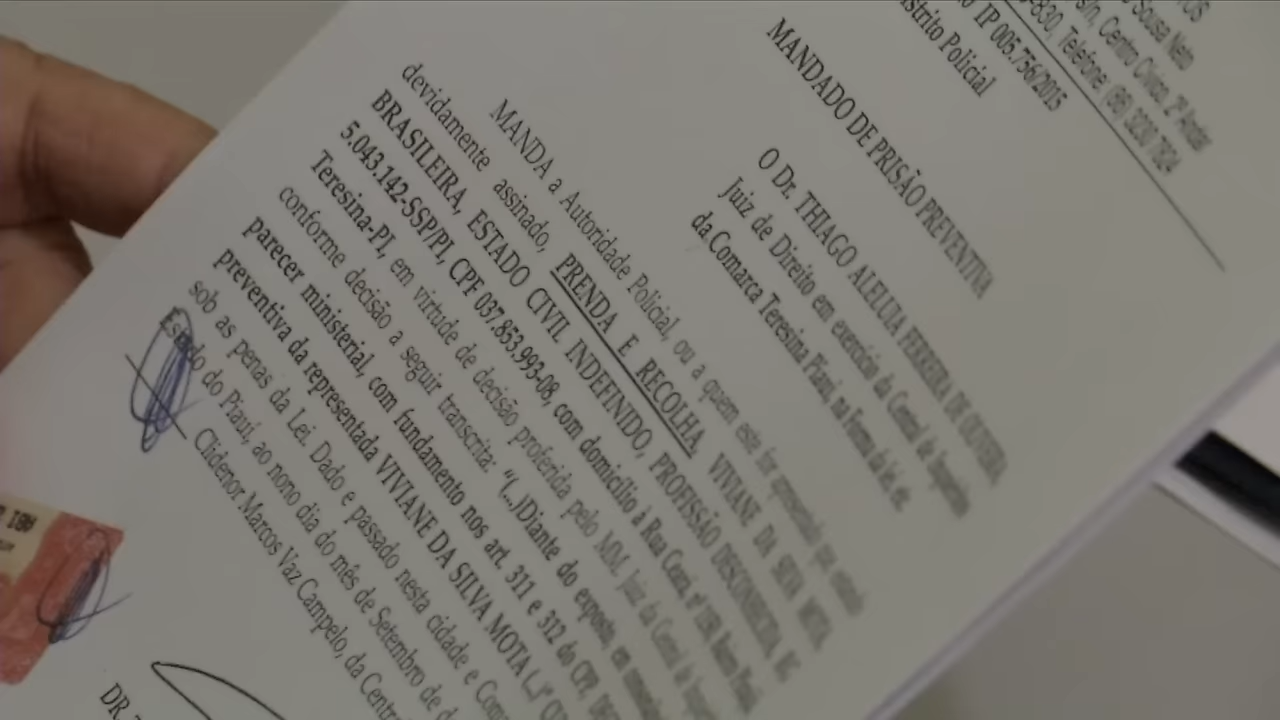 Sousa Neto
s/n, Centro Cívico, 2º Andar
-830, Telefone: (86) 3230 7824
IP 005.756/2015
Distrito Policial
MANDADO DE PRISÃO PREVENTIVA
O Dr. THIAGO ALELUIA FERREIRA DE OLIVEIRA,
Juiz de Direito em exercício da Central de Inquéritos
da Comarca Teresina Piauí, na Forma da lei, etc.
MANDA a Autoridade Policial, ou a quem este for apresentado que, estando
devidamente assinado, PRENDA E RECOLHA, VIVIANE DA SILVA MOTA,
BRASILEIRA, ESTADO CIVIL INDEFINIDO, PROFISSÃO DESCONHECIDA, RG
5.043.142-SSP/PI, CPF 037.853.993-08, com domicílio à Rua Ceará, nº
Teresina-PI, em virtude de decisão proferida pelo MM. Juiz da Central de
conforme decisão a seguir transcrita: "(...)Diante do exposto, em
parecer ministerial, com fundamento nos art. 311 e 312 do CPP,
preventiva da representada VIVIANE DA SILVA MOTA (...)"
sob as penas da Lei. Dado e passado nesta cidade e
Estado do Piauí, ao nono dia do mês de Setembro de
Clidenor Marcos Vaz Campelo, da
DR.